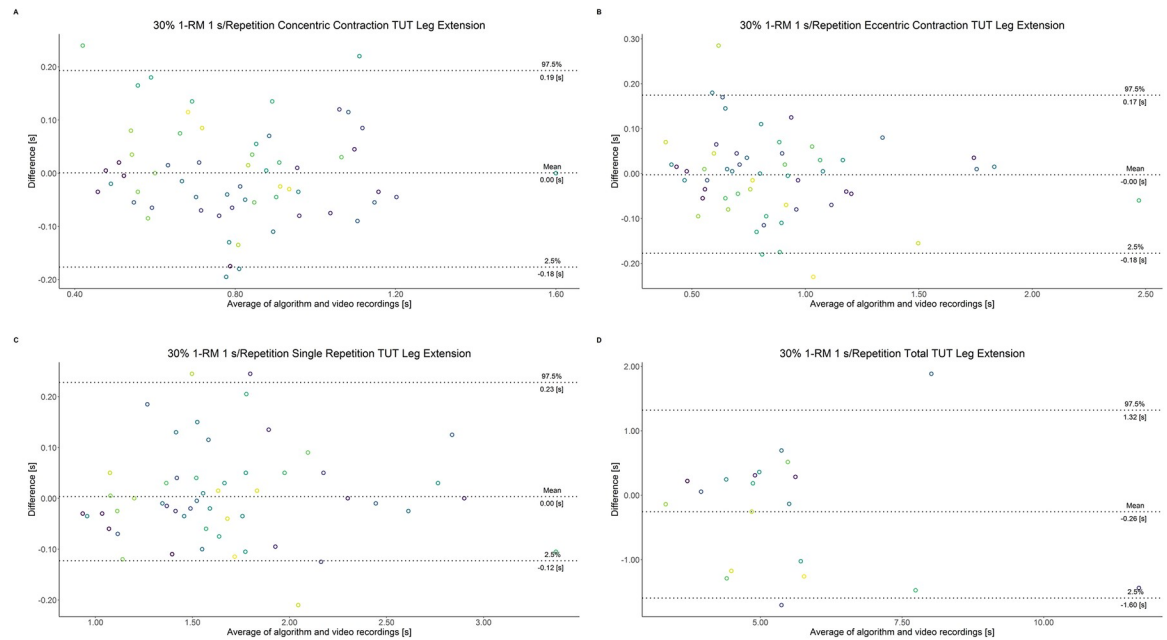 A
30% 1-RM 1 s/Repetition Concentric Contraction TUT Leg Extension
Difference [s]
0.20
0.10
0.00
-0.10
-0.20
97.5%
0.19 [s]
Mean
0.00 [s]
2.5%
-0.18 [s]
0.40
0.80
1.20
1.60
Average of algorithm and video recordings [s]
B
30% 1-RM 1 s/Repetition Eccentric Contraction TUT Leg Extension
Difference [s]
0.30
0.20
0.10
0.00
-0.10
-0.20
97.5%
0.17 [s]
Mean
-0.00 [s]
2.5%
-0.18 [s]
0.50
1.00
1.50
2.00
2.50
Average of algorithm and video recordings [s]
C
30% 1-RM 1 s/Repetition Single Repetition TUT Leg Extension
Difference [s]
0.20
0.10
0.00
-0.10
-0.20
97.5%
0.23 [s]
Mean
0.00 [s]
2.5%
-0.12 [s]
1.00
1.50
2.00
2.50
3.00
Average of algorithm and video recordings [s]
D
30% 1-RM 1 s/Repetition Total TUT Leg Extension
Difference [s]
2.00
1.00
0.00
-1.00
97.5%
1.32 [s]
Mean
-0.26 [s]
2.5%
-1.60 [s]
5.00
7.50
10.00
Average of algorithm and video recordings [s]